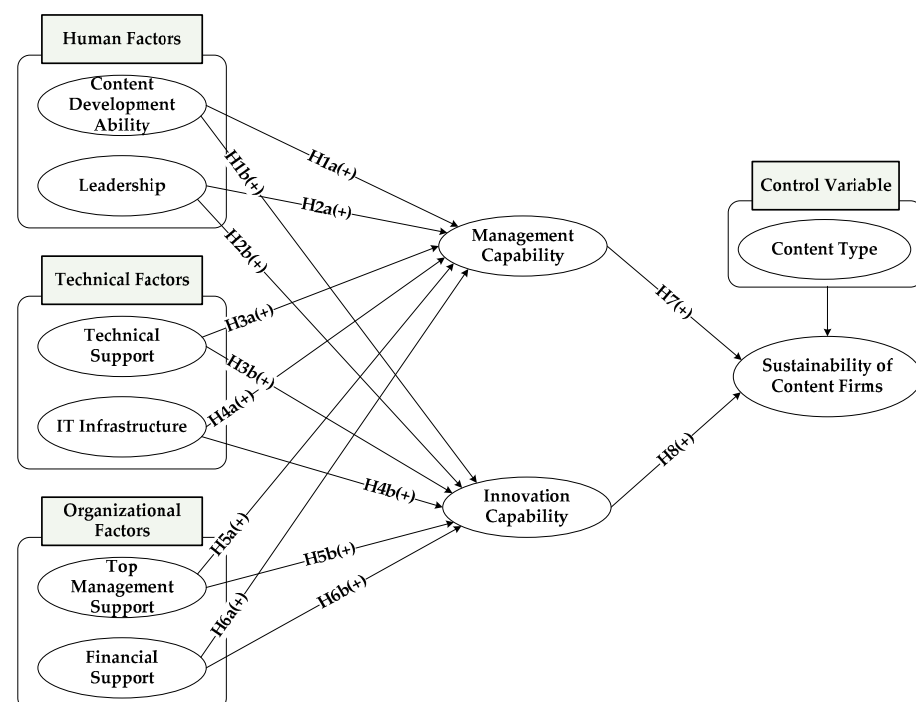 Human Factors
Content
Development
Ability
Leadership
H1a(+)
H1b(+)
H2a(+)
H2b(+)
Technical Factors
Technical
Support
IT Infrastructure
H3a(+)
H3b(+)
H4a(+)
H4b(+)
Organizational
Factors
Top
Management
Support
Financial
Support
H5a(+)
H5b(+)
H6a(+)
H6b(+)
Management
Capability
Innovation
Capability
H7(+)
H8(+)
Control Variable
Content Type
Sustainability of
Content Firms